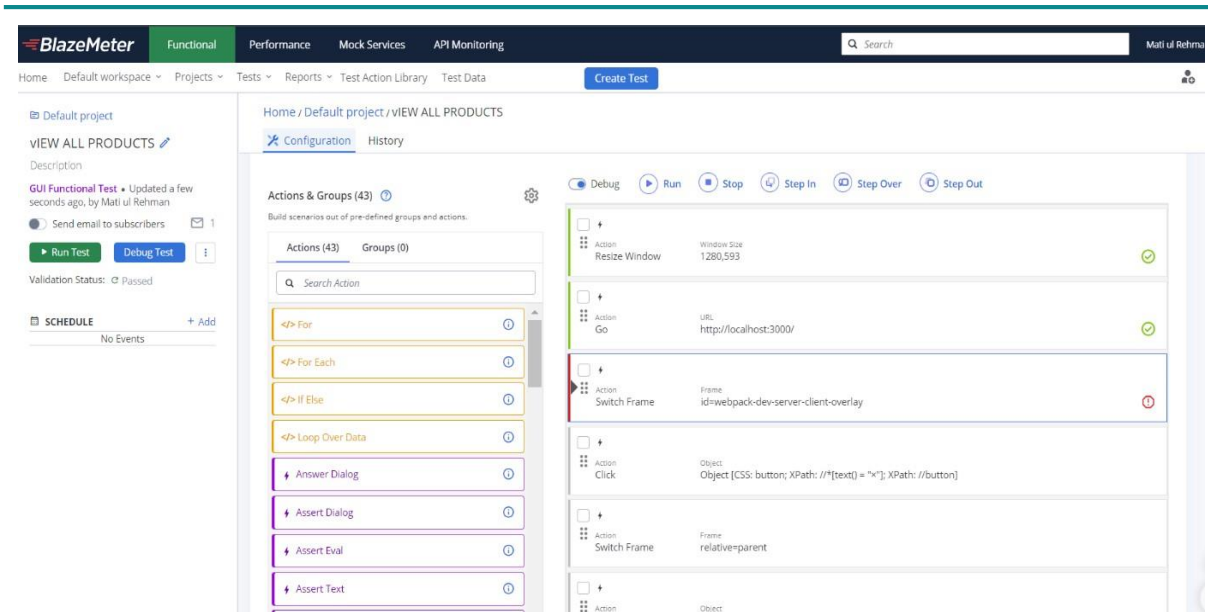 BlazeMeter Functional Performance Mock Services API Monitoring Search Mati ul Rehma
Home Default workspace Projects Tests Reports Test Action Library Test Data Create Test
Default project
vIEW ALL PRODUCTS
Description
GUI Functional Test • Updated a few
seconds ago, by Mati ul Rehman
Send email to subscribers 1
Run Test Debug Test
Validation Status: Passed
SCHEDULE + Add
No Events
Home / Default project / vIEW ALL PRODUCTS
Configuration History
Actions & Groups (43)
Build scenarios out of pre-defined groups and actions.
Actions (43) Groups (0)
Search Action
</> For
</> For Each
</> If Else
</> Loop Over Data
Answer Dialog
Assert Dialog
Assert Eval
Assert Text
Debug Run Stop Step In Step Over Step Out
Action Window Size
Resize Window 1280,593
Action URL
Go http://localhost:3000/
Action Frame
Switch Frame id=webpack-dev-server-client-overlay
Action Object
Click Object [CSS: button; XPath: //*[text() = "×"]; XPath: //button]
Action Frame
Switch Frame relative=parent
Action Object